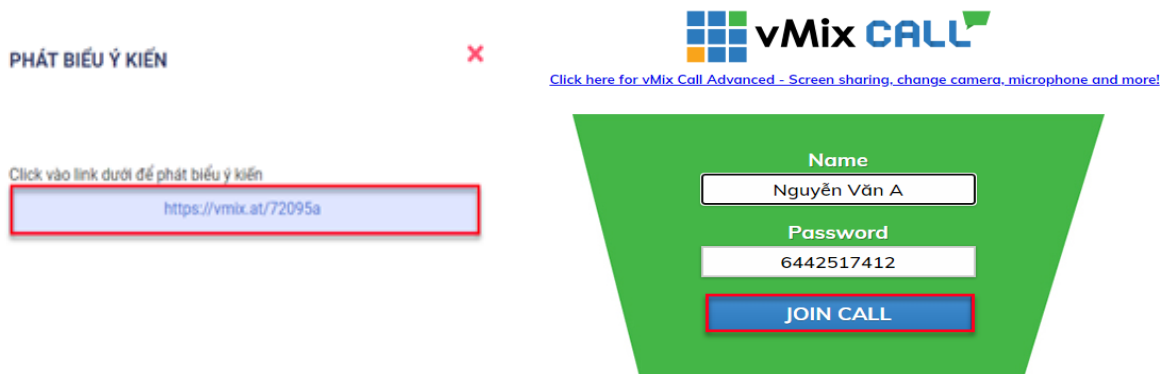 PHÁT BIỂU Ý KIẾN
Click vào link dưới để phát biểu ý kiến
https://vmix.at/72095a
vMix CALL
Click here for vMix Call Advanced - Screen sharing, change camera, microphone and more!
Name
Nguyễn Văn A
Password
6442517412
JOIN CALL